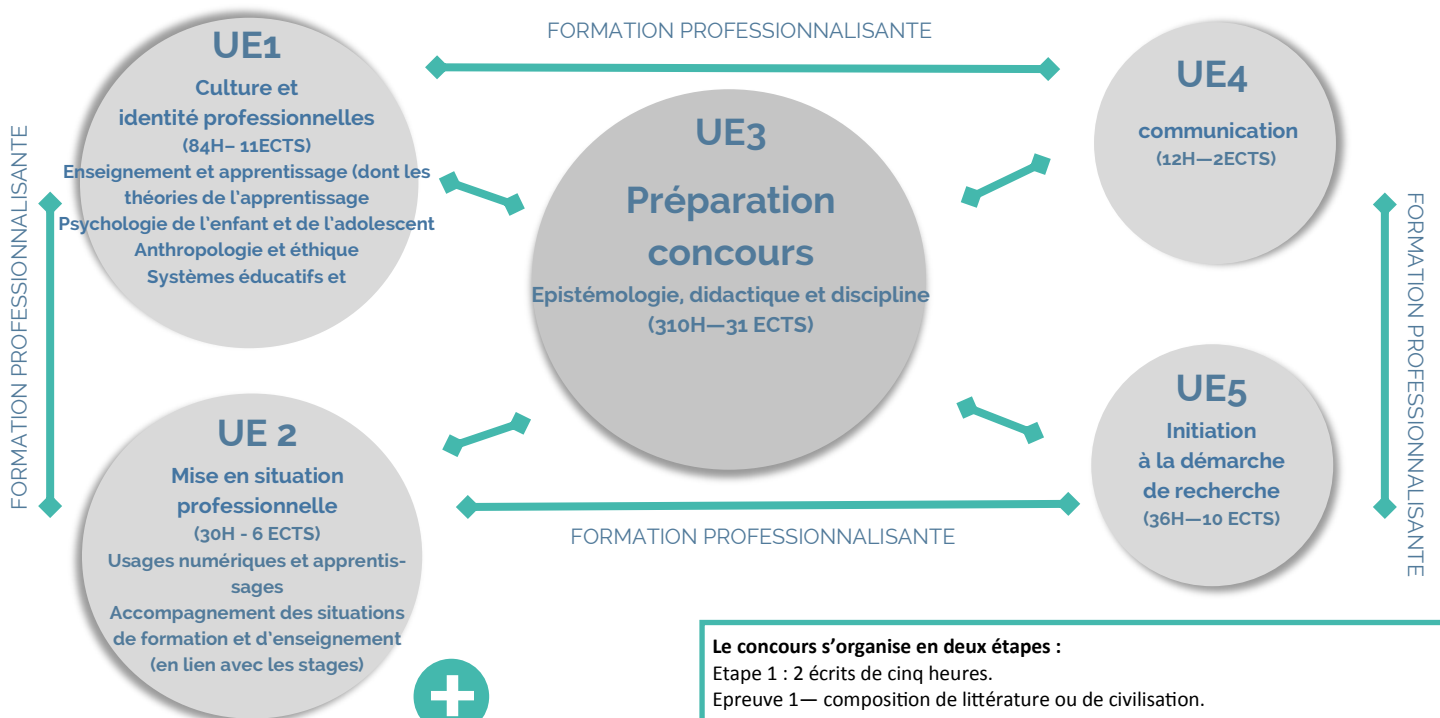 FORMATION PROFESSIONNALISANTE
UE1
Culture et
identité professionnelles
(84H– 11ECTS)
Enseignement et apprentissage (dont les
théories de l'apprentissage
Psychologie de l'enfant et de l'adolescent
Anthropologie et éthique
Systèmes éducatifs et
UE3
Préparation
concours
Epistémologie, didactique et discipline
(310H—31 ECTS)
UE4
communication
(12H—2ECTS)
FORMATION PROFESSIONNALISANTE
FORMATION PROFESSIONNALISANTE
UE 2
Mise en situation
professionnelle
(30H - 6 ECTS)
Usages numériques et apprentis-
sages
Accompagnement des situations
de formation et d'enseignement
(en lien avec les stages)
UE5
Initiation
à la démarche
de recherche
(36H—10 ECTS)
FORMATION PROFESSIONNALISANTE
Le concours s'organise en deux étapes :
Etape 1 : 2 écrits de cinq heures.
Epreuve 1— composition de littérature ou de civilisation.